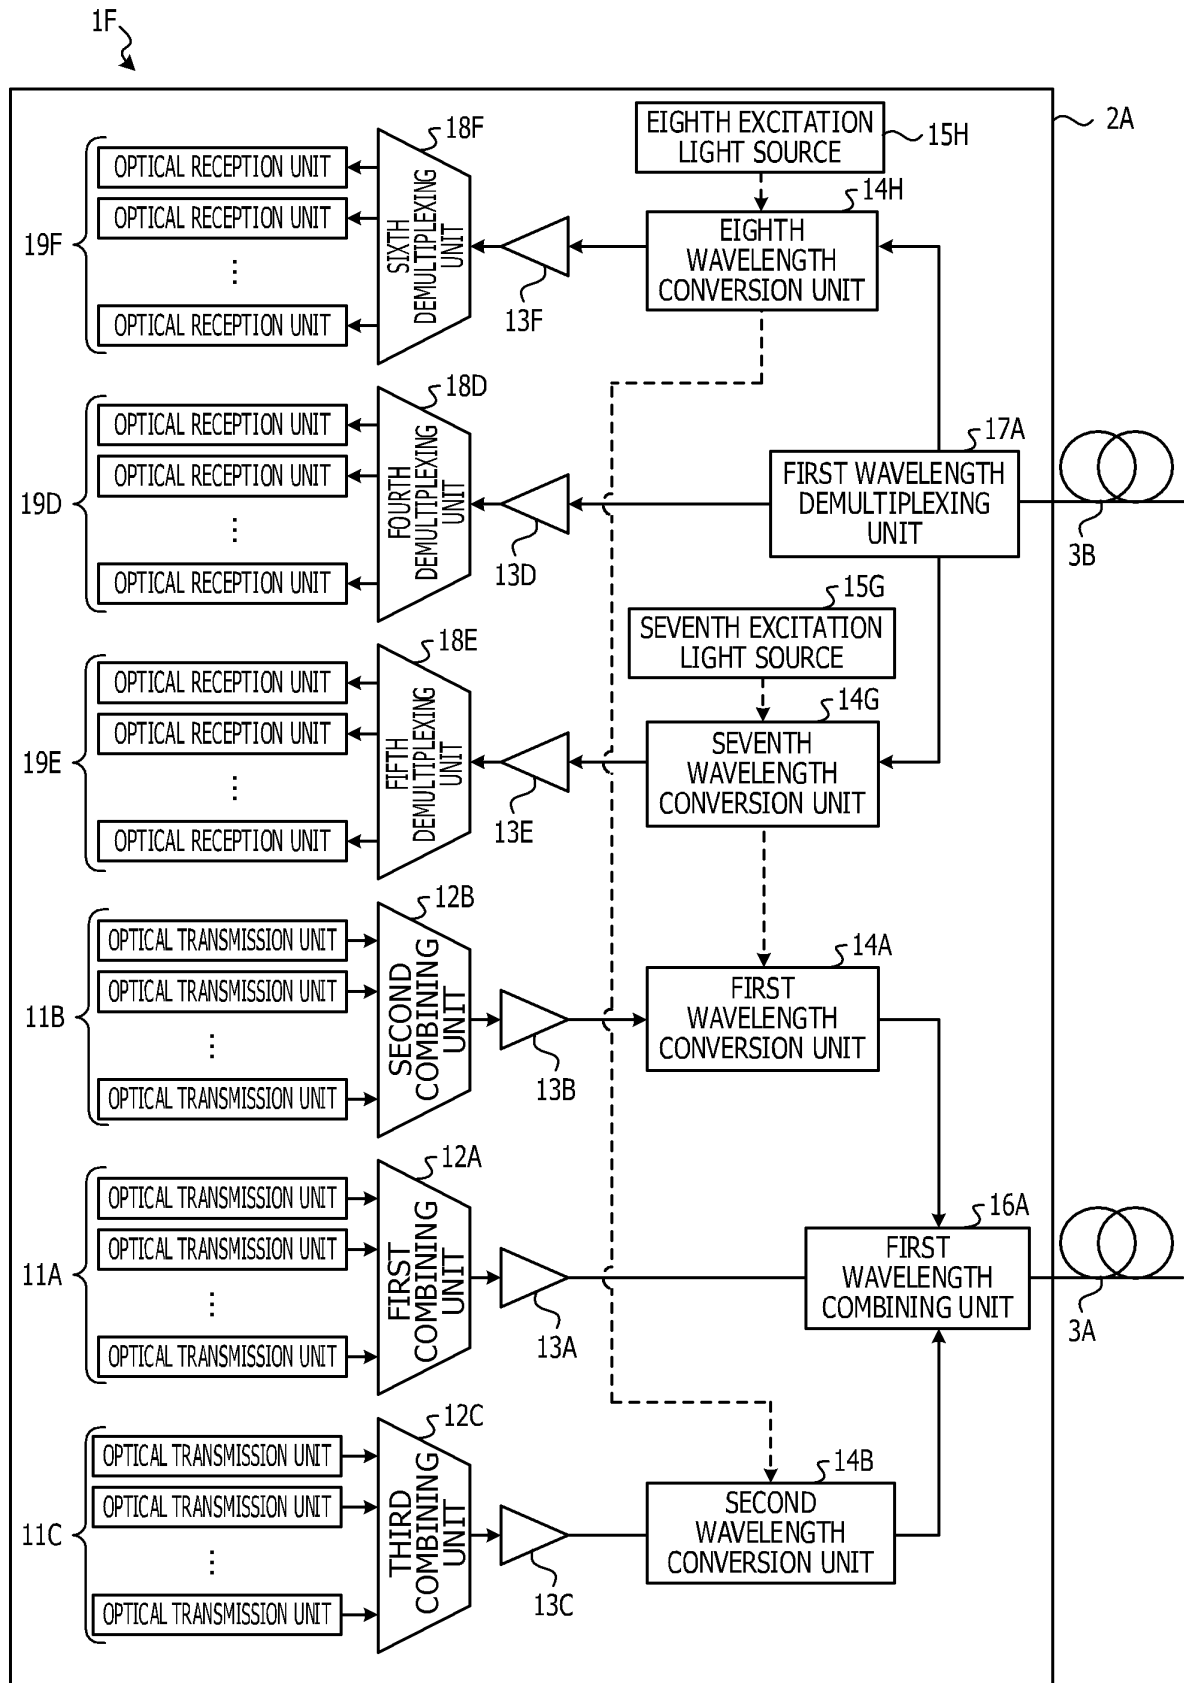 1F
2A
EIGHTH EXCITATION
LIGHT SOURCE
15H
18F
OPTICAL RECEPTION UNIT
OPTICAL RECEPTION UNIT
OPTICAL RECEPTION UNIT
19F
SIXTH
DEMULTIPLEXING
UNIT
13F
14H
EIGHTH
WAVELENGTH
CONVERSION UNIT
18D
OPTICAL RECEPTION UNIT
OPTICAL RECEPTION UNIT
OPTICAL RECEPTION UNIT
19D
FOURTH
DEMULTIPLEXING
UNIT
13D
17A
FIRST WAVELENGTH
DEMULTIPLEXING
UNIT
3B
15G
SEVENTH EXCITATION
LIGHT SOURCE
18E
OPTICAL RECEPTION UNIT
OPTICAL RECEPTION UNIT
OPTICAL RECEPTION UNIT
19E
FIFTH
DEMULTIPLEXING
UNIT
13E
14G
SEVENTH
WAVELENGTH
CONVERSION UNIT
12B
OPTICAL TRANSMISSION UNIT
OPTICAL TRANSMISSION UNIT
OPTICAL TRANSMISSION UNIT
11B
SECOND
COMBINING
UNIT
13B
14A
FIRST
WAVELENGTH
CONVERSION UNIT
12A
OPTICAL TRANSMISSION UNIT
OPTICAL TRANSMISSION UNIT
OPTICAL TRANSMISSION UNIT
11A
FIRST
COMBINING
UNIT
13A
16A
FIRST
WAVELENGTH
COMBINING UNIT
3A
12C
OPTICAL TRANSMISSION UNIT
OPTICAL TRANSMISSION UNIT
OPTICAL TRANSMISSION UNIT
11C
THIRD
COMBINING
UNIT
13C
14B
SECOND
WAVELENGTH
CONVERSION UNIT